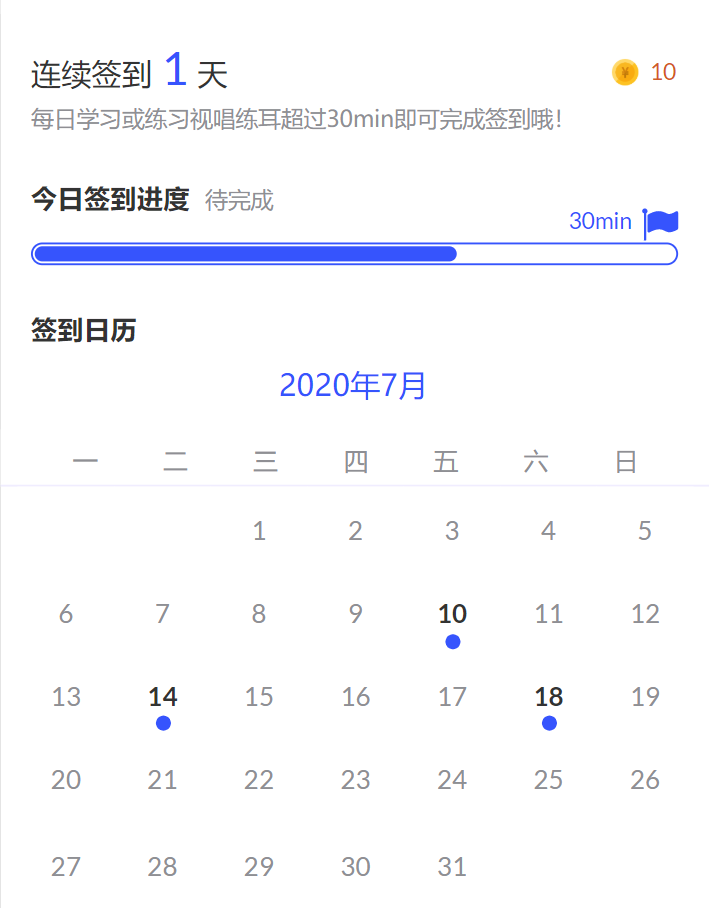 连续签到 1 天
¥ 10
每日学习或练习视唱练耳超过30min即可完成签到哦！
今日签到进度 待完成
30min
签到日历
2020年7月
一 二 三 四 五 六 日
1 2 3 4 5
6 7 8 9 10 11 12
13 14 15 16 17 18 19
20 21 22 23 24 25 26
27 28 29 30 31